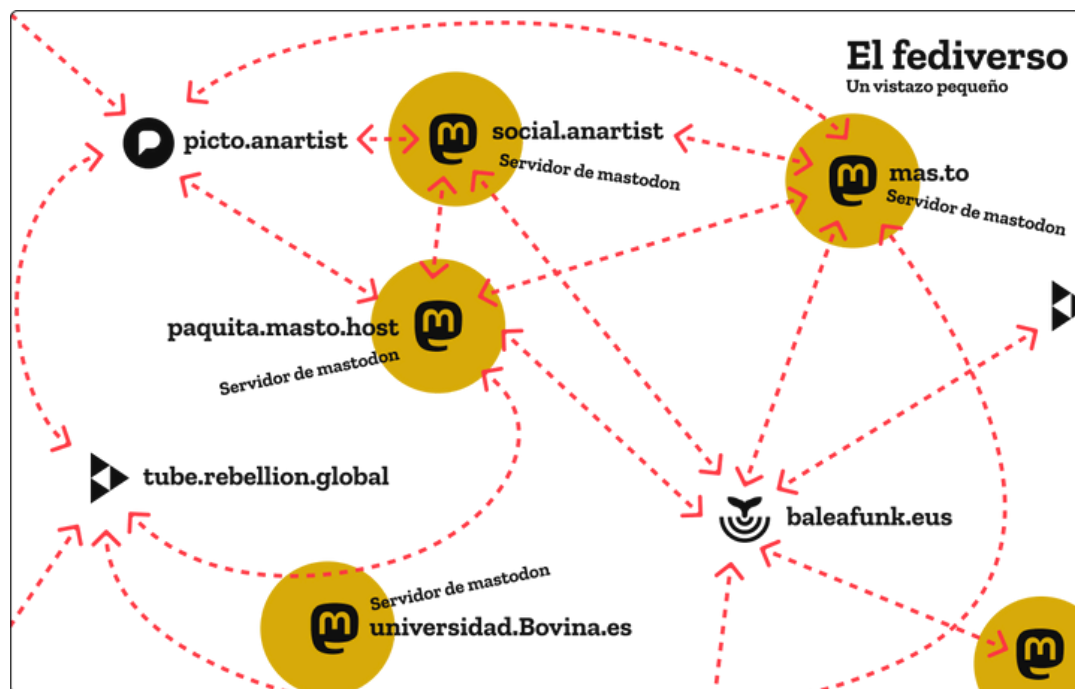 El fediverso
Un vistazo pequeño
picto.anartist
social.anartist
Servidor de mastodon
mas.to
Servidor de mastodon
paquita.masto.host
Servidor de mastodon
tube.rebellion.global
baleafunk.eus
Servidor de mastodon
universidad.Bovina.es